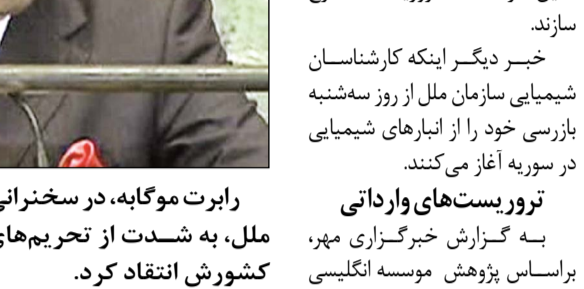 سازند.
خبر دیگر اینکه کارشناسان
شیمیایی سازمان ملل از روز سه‌شنبه
بازرسی خود را از انبارهای شیمیایی
در سوریه آغاز می‌کنند.
تروریست‌های وارداتی
به گزارش خبرگزاری مهر،
براساس پژوهش موسسه انگلیسی
رابرت موگابه، در سخنرانی
ملل، به شدت از تحریم‌های
کشورش انتقاد کرد.